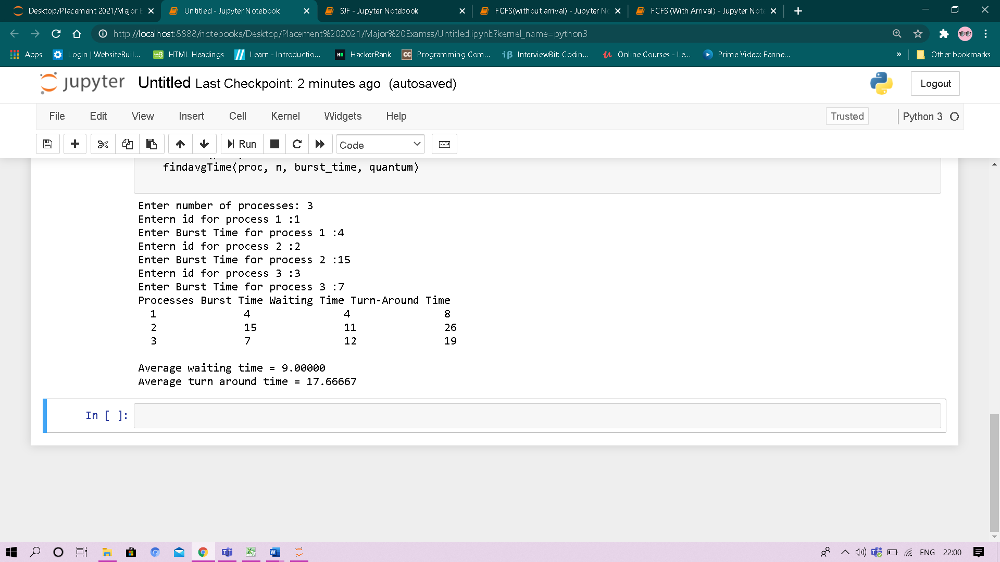 Desktop/Placement 2021/Major E
Untitled - Jupyter Notebook
SJF - Jupyter Notebook
FCFS(without arrival) - Jupyter No
FCFS (With Arrival) - Jupyter Note
http://localhost:8888/notebooks/Desktop/Placement%202021/Major%20Examss/Untitled.ipynb?kernel_name=python3
Apps
Login | WebsiteBuil...
HTML Headings
Learn - Introductio...
HackerRank
Programming Com...
InterviewBit: Codin...
Online Courses - Le...
Prime Video: Fanne...
»
Other bookmarks
jupyter Untitled Last Checkpoint: 2 minutes ago (autosaved)
Logout
File Edit View Insert Cell Kernel Widgets Help
Trusted
Python 3
Run
Code
findavgTime(proc, n, burst_time, quantum)
Enter number of processes: 3
Entern id for process 1 :1
Enter Burst Time for process 1 :4
Entern id for process 2 :2
Enter Burst Time for process 2 :15
Entern id for process 3 :3
Enter Burst Time for process 3 :7
Processes Burst Time Waiting Time Turn-Around Time
1 4 4 8
2 15 11 26
3 7 12 19
Average waiting time = 9.00000
Average turn around time = 17.66667
In [ ]:
ENG
22:00